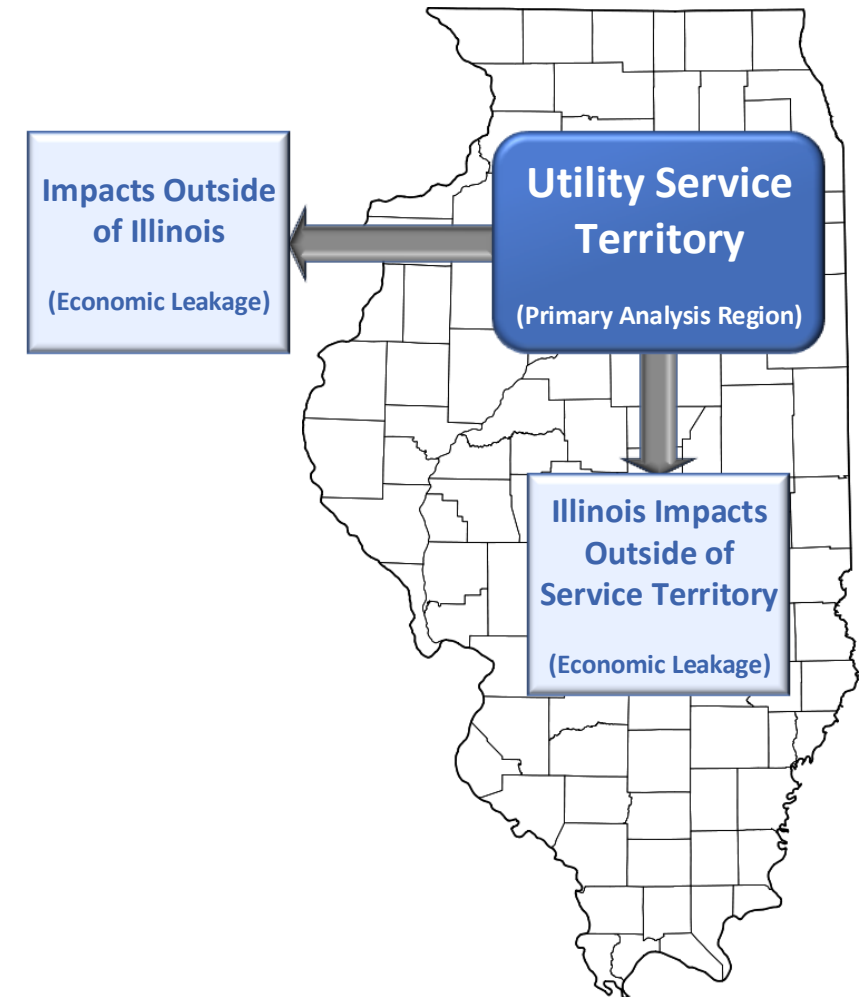 Impacts Outside
of Illinois
(Economic Leakage)
Utility Service
Territory
(Primary Analysis Region)
Illinois Impacts
Outside of
Service Territory
(Economic Leakage)